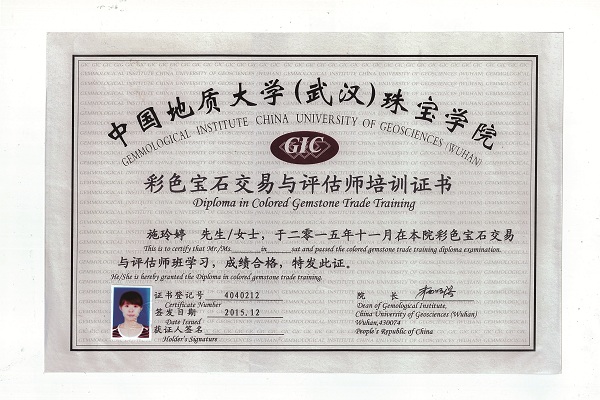 中国地质大学(武汉)珠宝学院
GEMMOLOGICAL INSTITUTE CHINA UNIVERSITY OF GEOSCIENCES (WUHAN)
GIC
彩色宝石交易与评估师培训证书
Diploma in Colored Gemstone Trade Training
施玲婷 先生/女士，于二零一五年十一月在本院彩色宝石交易
This is to certify that Mr./Ms. in sat and passed the colored gemstone trade training diploma examination.
与评估师班学习，成绩合格，特发此证。
He/She is hereby granted the Diploma in colored gemstone trade training.
证书登记号 4040212
Certificate Number
签发日期 2015.12
Date Issued
获证人签名
Holder's Signature
院 长
Dean of Gemological Institute,
China University of Geosciences (Wuhan)
Wuhan,430074
People's Republic of China